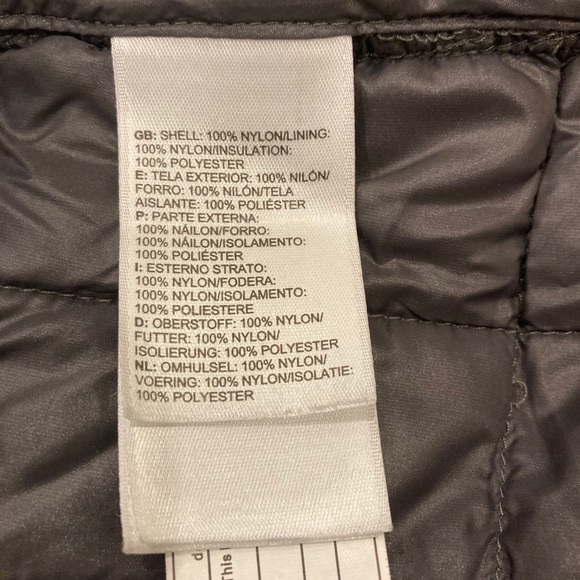 GB: SHELL: 100% NYLON/LINING:
100% NYLON/INSULATION:
100% POLYESTER
E: TELA EXTERIOR: 100% NILÓN/
FORRO: 100% NILÓN/TELA
AISLANTE: 100% POLIÉSTER
P: PARTE EXTERNA:
100% NÁILON/FORRO:
100% NÁILON/ISOLAMENTO:
100% POLIÉSTER
I: ESTERNO STRATO:
100% NYLON/FODERA:
100% NYLON/ISOLAMENTO:
100% POLIESTERE
D: OBERSTOFF: 100% NYLON/
FUTTER: 100% NYLON/
ISOLIERUNG: 100% POLYESTER
NL: OMHULSEL: 100% NYLON/
VOERING: 100% NYLON/ISOLATIE:
100% POLYESTER
This